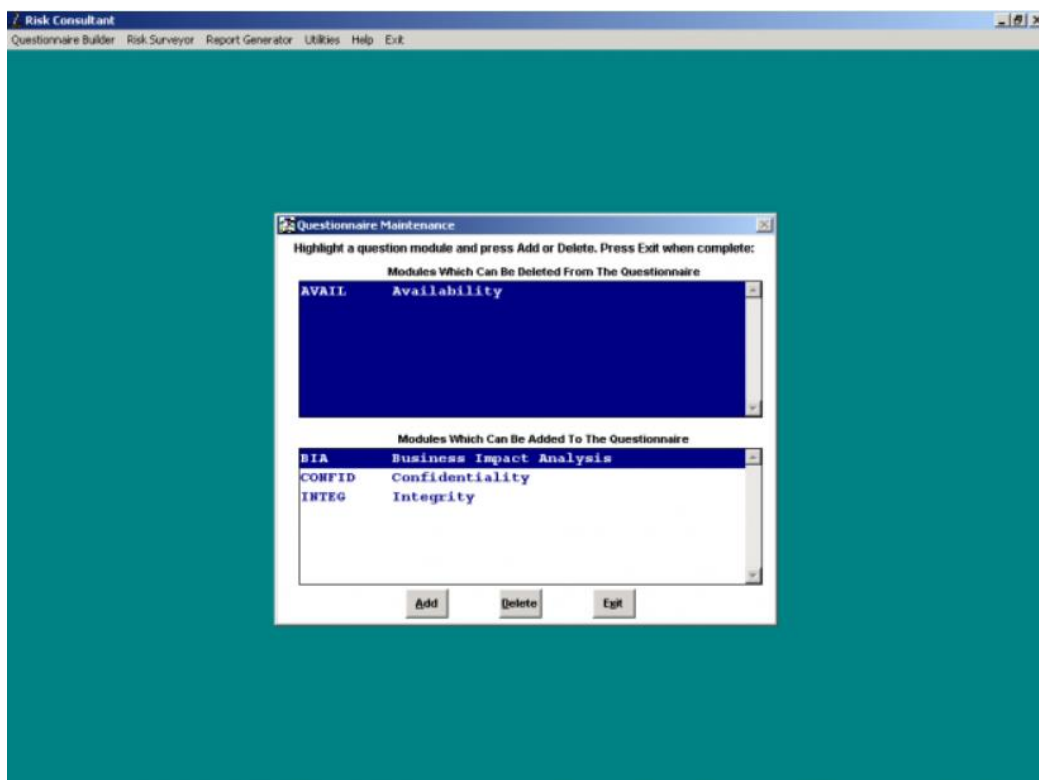 Risk Consultant
Questionnaire Builder Risk Surveyor Report Generator Utilities Help Exit
Questionnaire Maintenance
Highlight a question module and press Add or Delete. Press Exit when complete:
Modules Which Can Be Deleted From The Questionnaire
AVAIL Availability
Modules Which Can Be Added To The Questionnaire
BIA Business Impact Analysis
CONFID Confidentiality
INTEG Integrity
Add Delete Exit